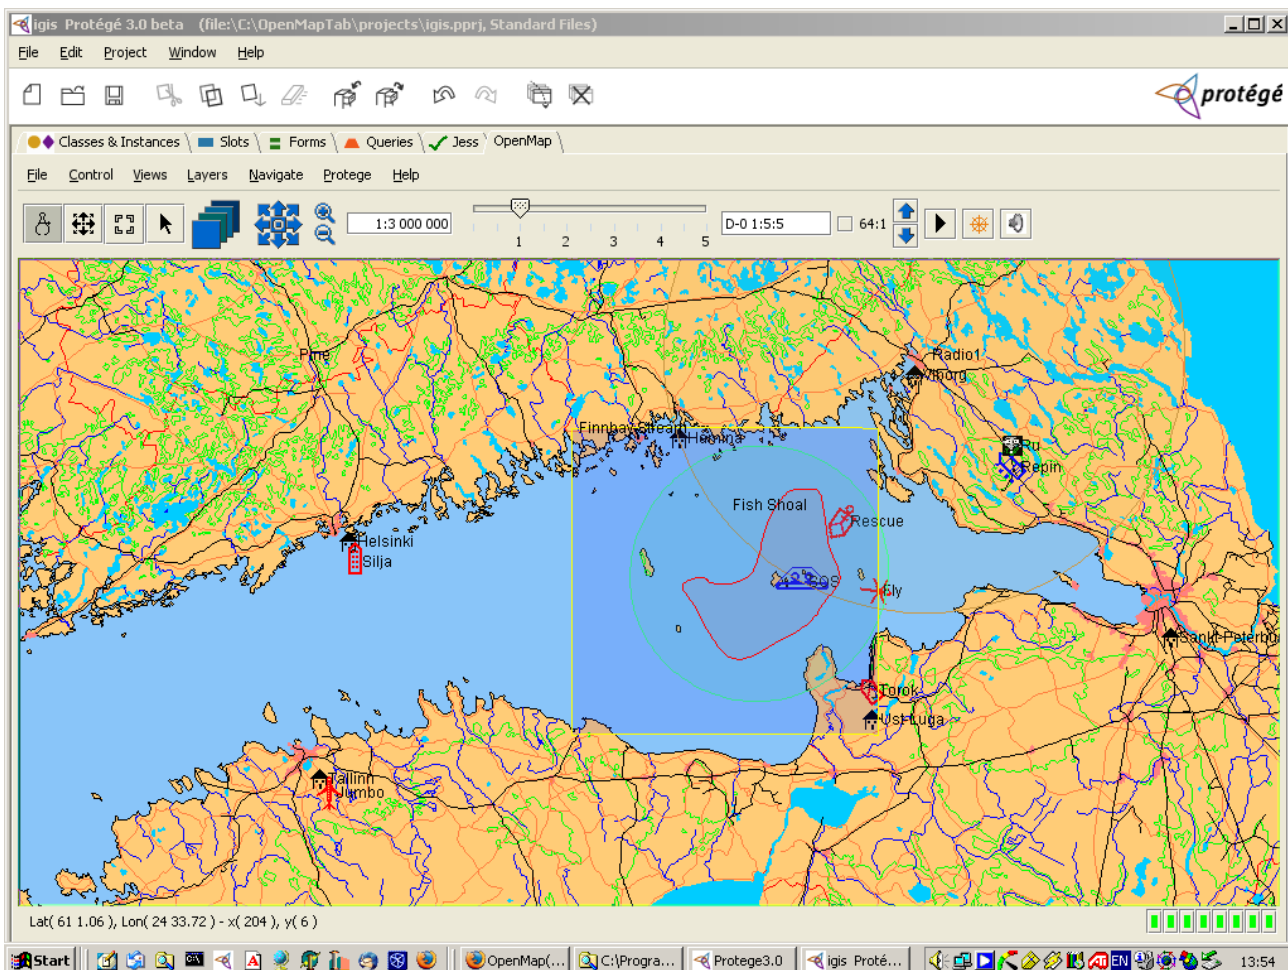 igis Protégé 3.0 beta (file:\C:\OpenMapTab\projects\igis.pprj, Standard Files)
File Edit Project Window Help
protégé
Classes & Instances Slots Forms Queries Jess OpenMap
File Control Views Layers Navigate Protege Help
1:3 000 000
1 2 3 4 5
D-0 1:5:5
64:1
Radio1
Pine
Viborg
Finnbay Stream
Hamina
Ru
Repin
Fish Shoal
Rescue
Helsinki
Silja
SOS
Fly
Sankt-Peterbu
Torok
Ust-Luga
Tallinn
Jumbo
Lat( 61 1.06 ), Lon( 24 33.72 ) - x( 204 ), y( 6 )
Start OpenMap(... C:\Progra... Protege3.0 igis Proté... EN 13:54